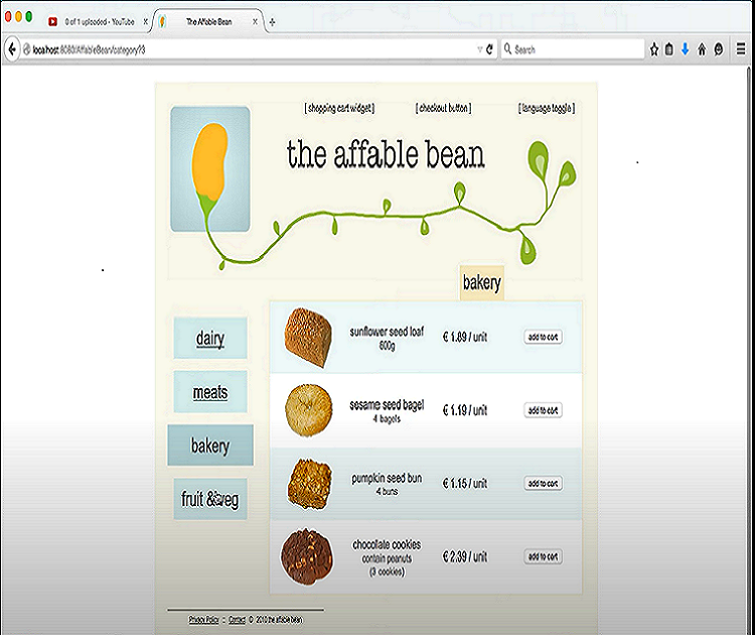 0 of 1 uploaded - YouTube
The Affable Bean
localhost:8080/AffableBean/category?3
Search
[ shopping cart widget ]
[ checkout button ]
[ language toggle ]
the affable bean
bakery
dairy
meats
bakery
fruit & veg
sunflower seed loaf
600g
€ 1.89 / unit
add to cart
sesame seed bagel
4 bagels
€ 1.19 / unit
add to cart
pumpkin seed bun
4 buns
€ 1.15 / unit
add to cart
chocolate cookies
contain peanuts
(3 cookies)
€ 2.39 / unit
add to cart
Privacy Policy :: Contact © 2010 the affable bean